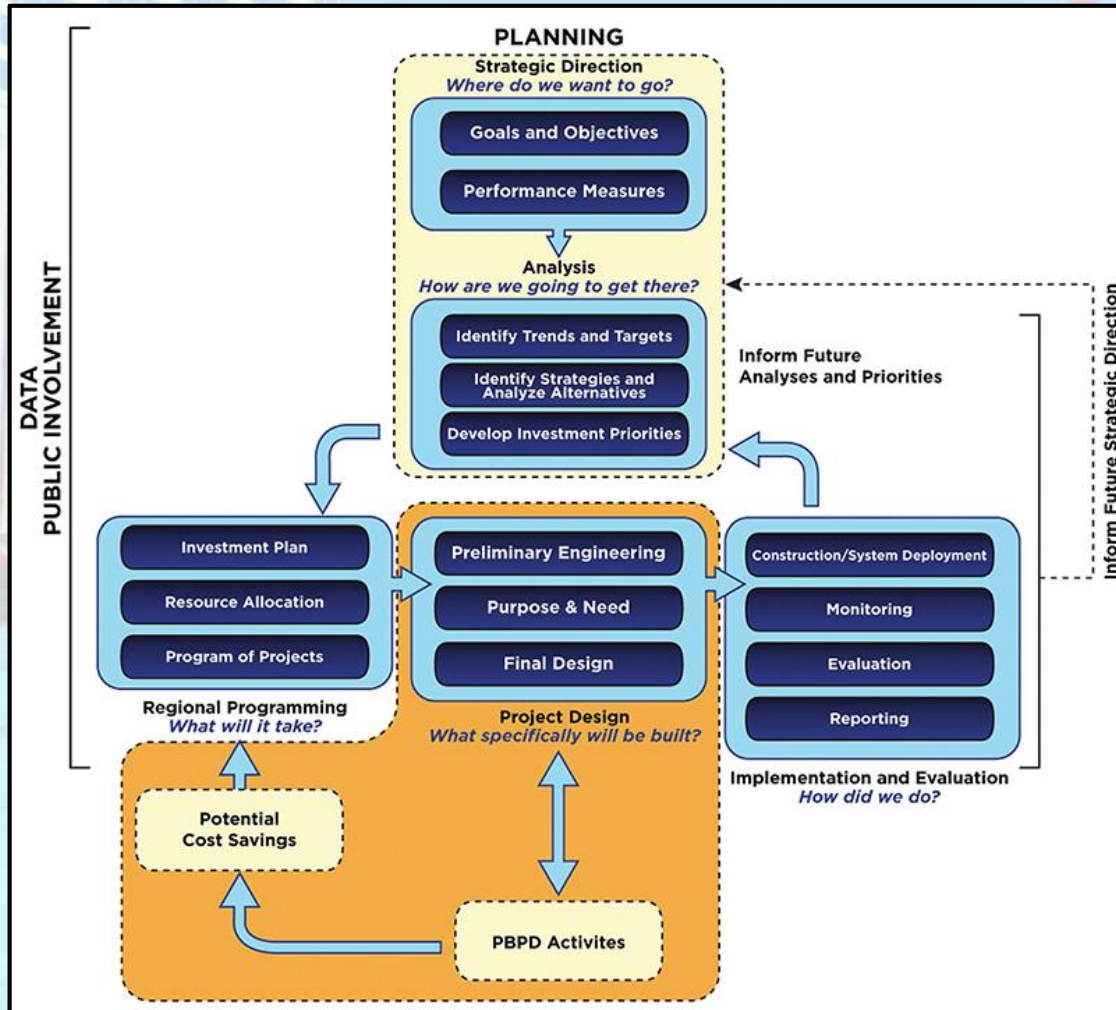 PLANNING
Strategic Direction
Where do we want to go?
Goals and Objectives
Performance Measures
Analysis
How are we going to get there?
Identify Trends and Targets
Identify Strategies and
Analyze Alternatives
Develop Investment Priorities
Inform Future
Analyses and Priorities
Inform Future Strategic Direction
DATA
PUBLIC INVOLVEMENT
Investment Plan
Resource Allocation
Program of Projects
Regional Programming
What will it take?
Preliminary Engineering
Purpose & Need
Final Design
Project Design
What specifically will be built?
Construction/System Deployment
Monitoring
Evaluation
Reporting
Implementation and Evaluation
How did we do?
Potential
Cost Savings
PBPD Activites